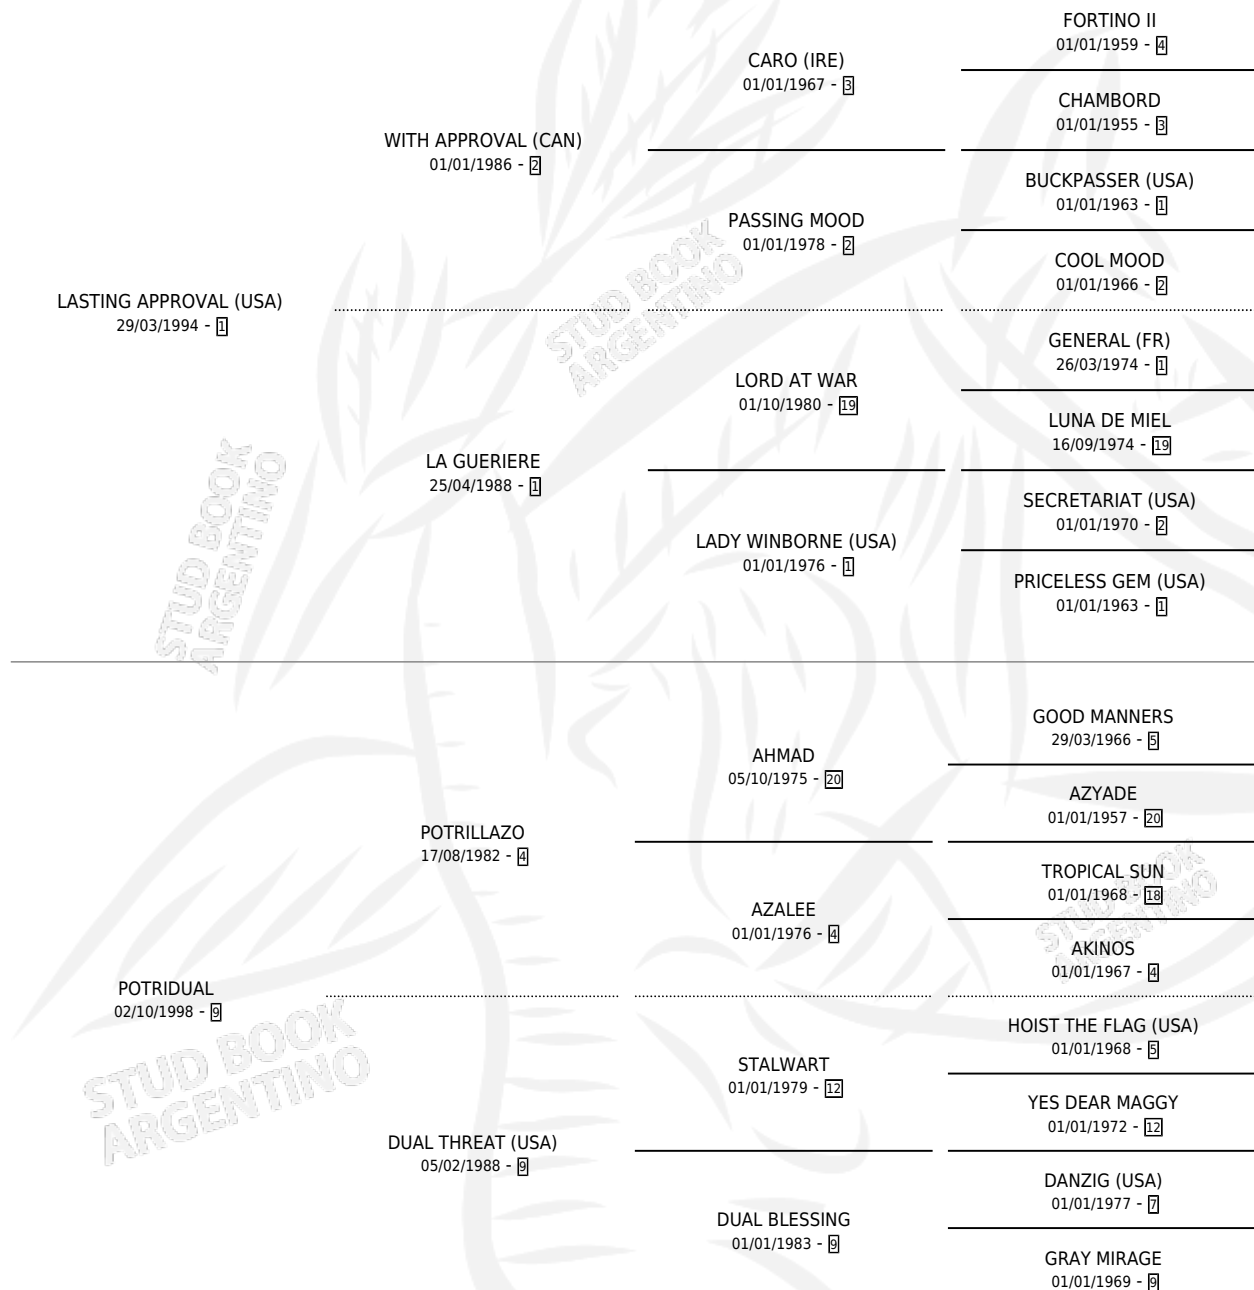 FORTINO II
01/01/1959 - 4
CARO (IRE)
01/01/1967 - 3
CHAMBORD
01/01/1955 - 3
WITH APPROVAL (CAN)
01/01/1986 - 2
BUCKPASSER (USA)
01/01/1963 - 1
PASSING MOOD
01/01/1978 - 2
COOL MOOD
01/01/1966 - 2
LASTING APPROVAL (USA)
29/03/1994 - 1
STUD BOOK
ARGENTINO
GENERAL (FR)
26/03/1974 - 1
LORD AT WAR
01/10/1980 - 19
LUNA DE MIEL
16/09/1974 - 19
LA GUERIERE
25/04/1988 - 1
SECRETARIAT (USA)
01/01/1970 - 2
LADY WINBORNE (USA)
01/01/1976 - 1
PRICELESS GEM (USA)
01/01/1963 - 1
STUD BOOK
ARGENTINO
GOOD MANNERS
29/03/1966 - 5
AHMAD
05/10/1975 - 20
AZYADE
01/01/1957 - 20
POTRILLAZO
17/08/1982 - 4
TROPICAL SUN
01/01/1968 - 18
AZALEE
01/01/1976 - 4
STUD BOOK
ARGENTINO
AKINOS
01/01/1967 - 4
POTRIDUAL
02/10/1998 - 9
HOIST THE FLAG (USA)
01/01/1968 - 5
STALWART
01/01/1979 - 12
STUD BOOK
ARGENTINO
YES DEAR MAGGY
01/01/1972 - 12
DUAL THREAT (USA)
05/02/1988 - 9
DANZIG (USA)
01/01/1977 - 7
DUAL BLESSING
01/01/1983 - 9
GRAY MIRAGE
01/01/1969 - 9